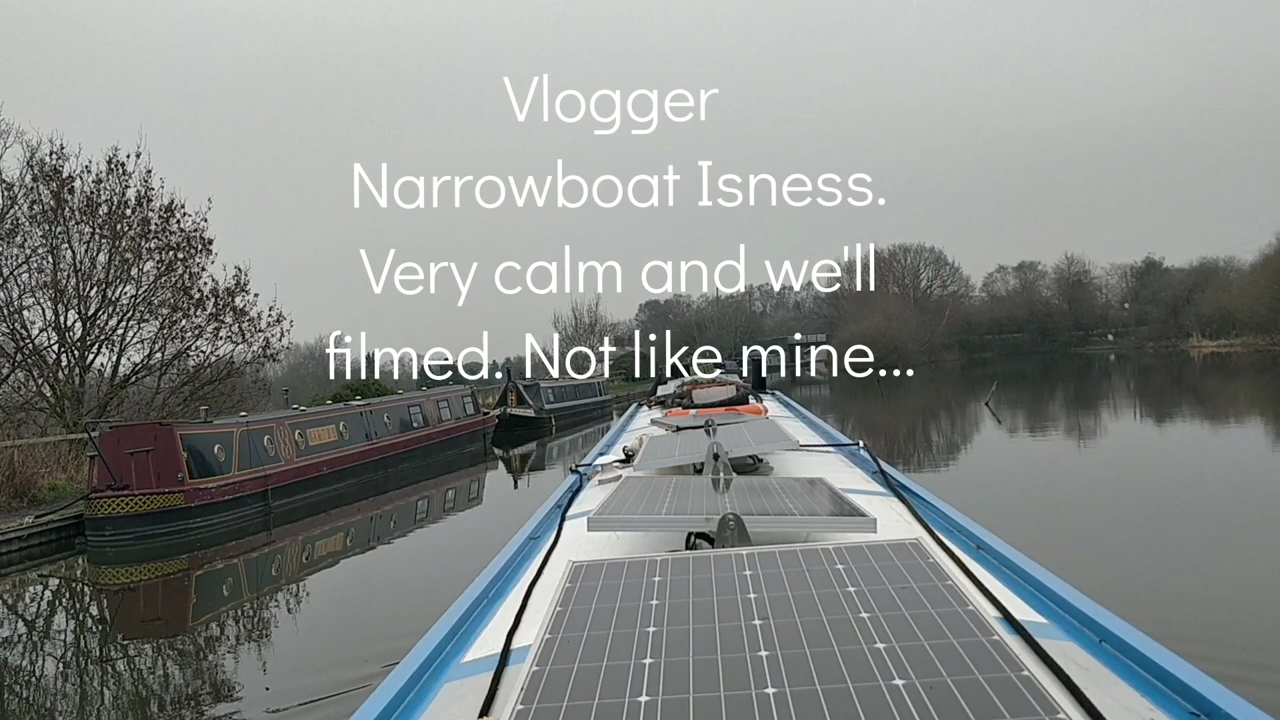 Vlogger
Narrowboat Isness.
Very calm and we'll
filmed. Not like mine...